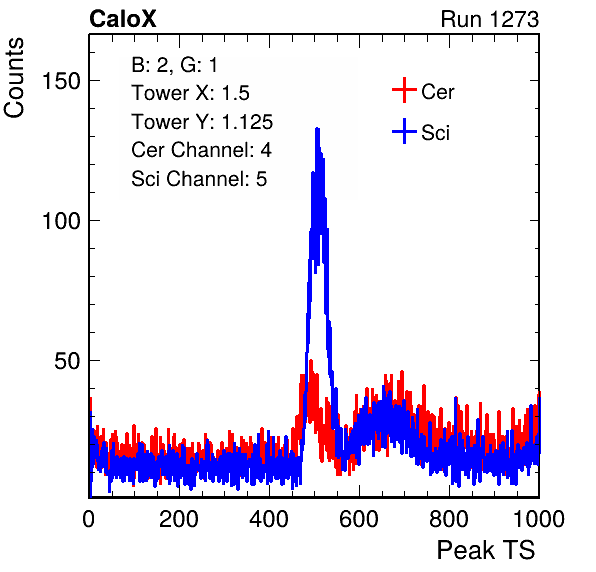 CaloX Run 1273
Counts
B: 2, G: 1
Tower X: 1.5
Tower Y: 1.125
Cer Channel: 4
Sci Channel: 5
Cer
Sci
150
100
50
0 200 400 600 800 1000
Peak TS